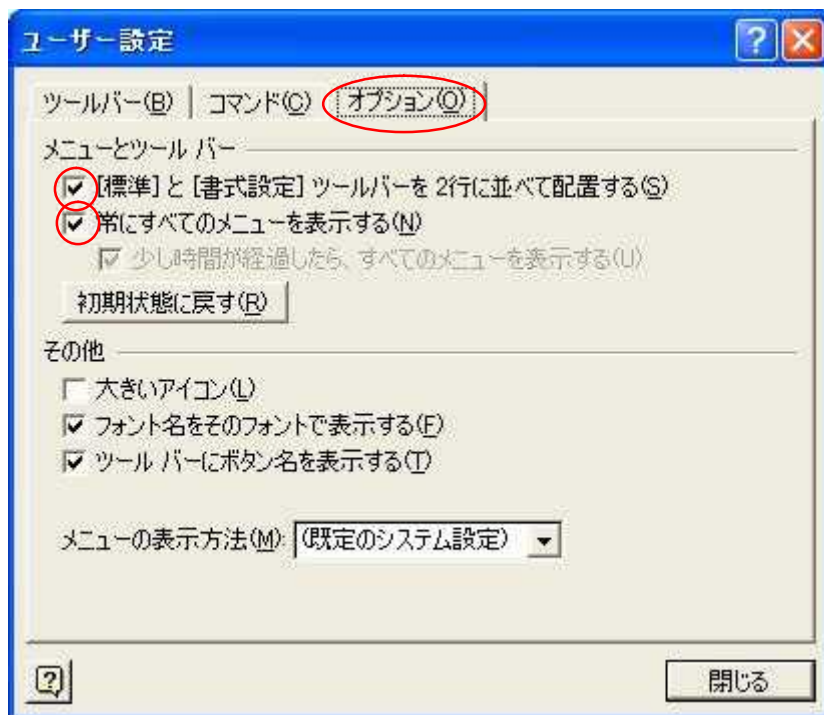 ユーザー設定
ツールバー(B) コマンド(C) オプション(O)
メニューとツール バー
[標準] と [書式設定] ツールバーを 2行に並べて配置する(S)
常にすべてのメニューを表示する(N)
少し時間が経過したら、すべてのメニューを表示する(U)
初期状態に戻す(R)
その他
大きいアイコン(L)
フォント名をそのフォントで表示する(F)
ツール バーにボタン名を表示する(T)
メニューの表示方法(M): (既定のシステム設定)
閉じる